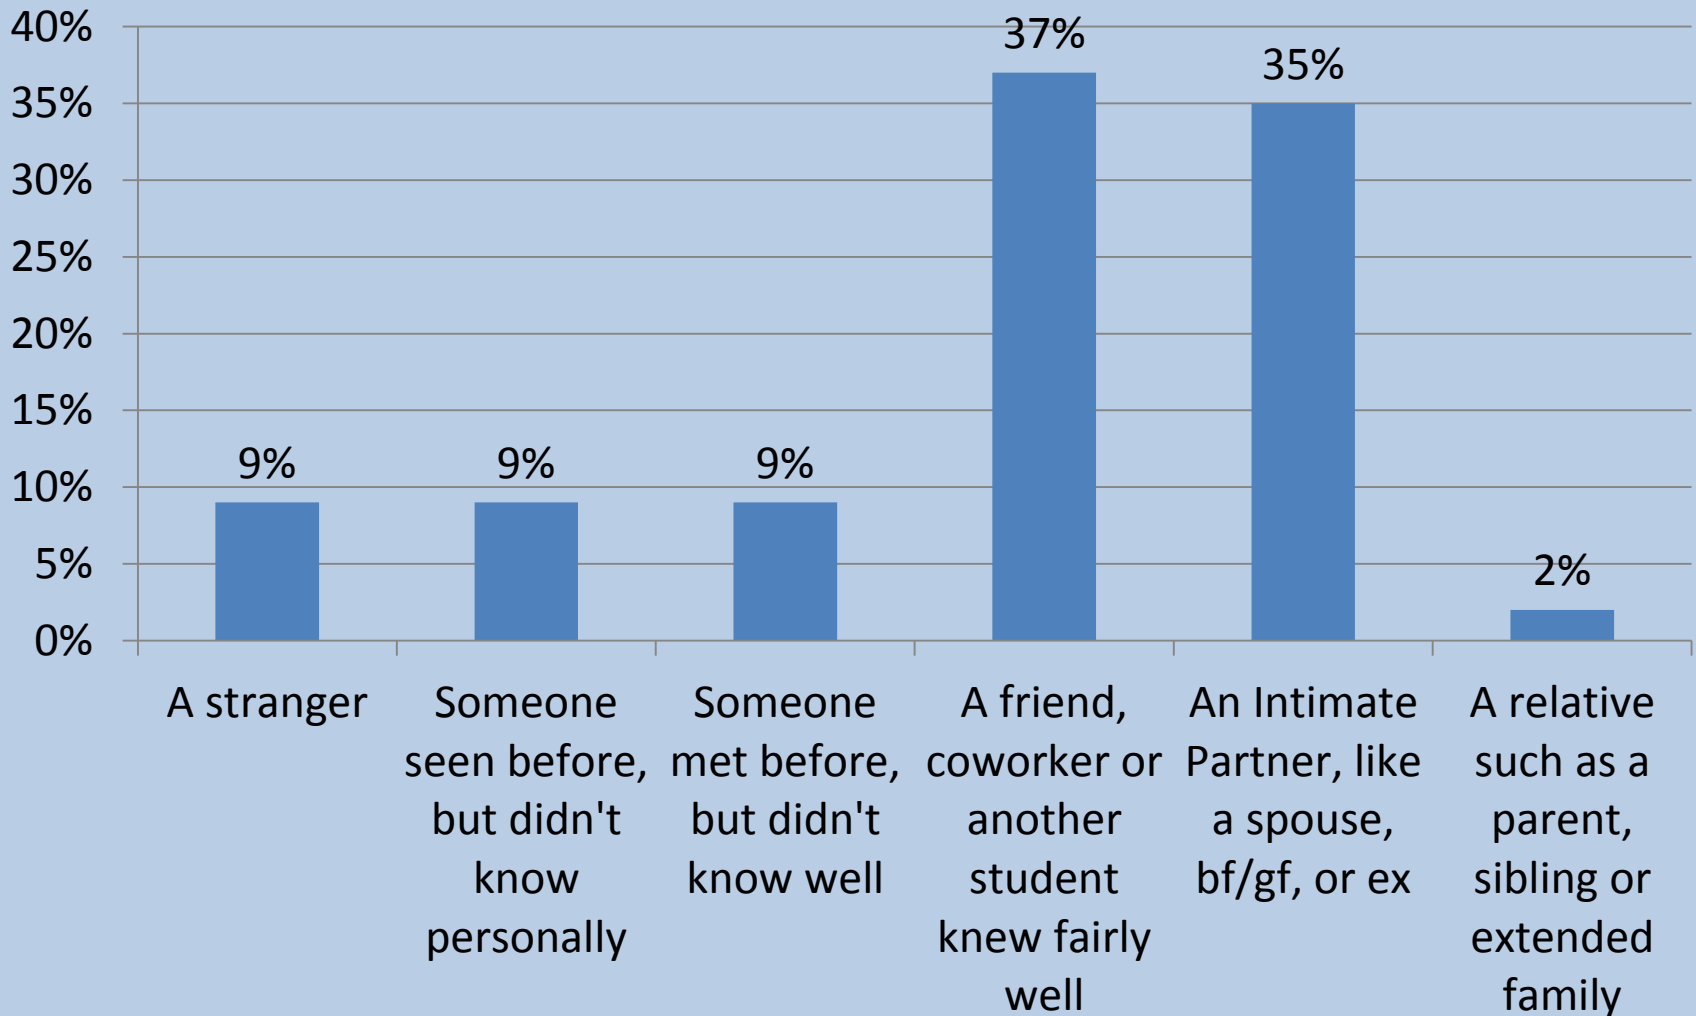 40%
35%
30%
25%
20%
15%
10%
5%
0%
9%
9%
9%
37%
35%
2%
A stranger
Someone
seen before,
but didn't
know
personally
Someone
met before,
but didn't
know well
A friend,
coworker or
another
student
knew fairly
well
An Intimate
Partner, like
a spouse,
bf/gf, or ex
A relative
such as a
parent,
sibling or
extended
family